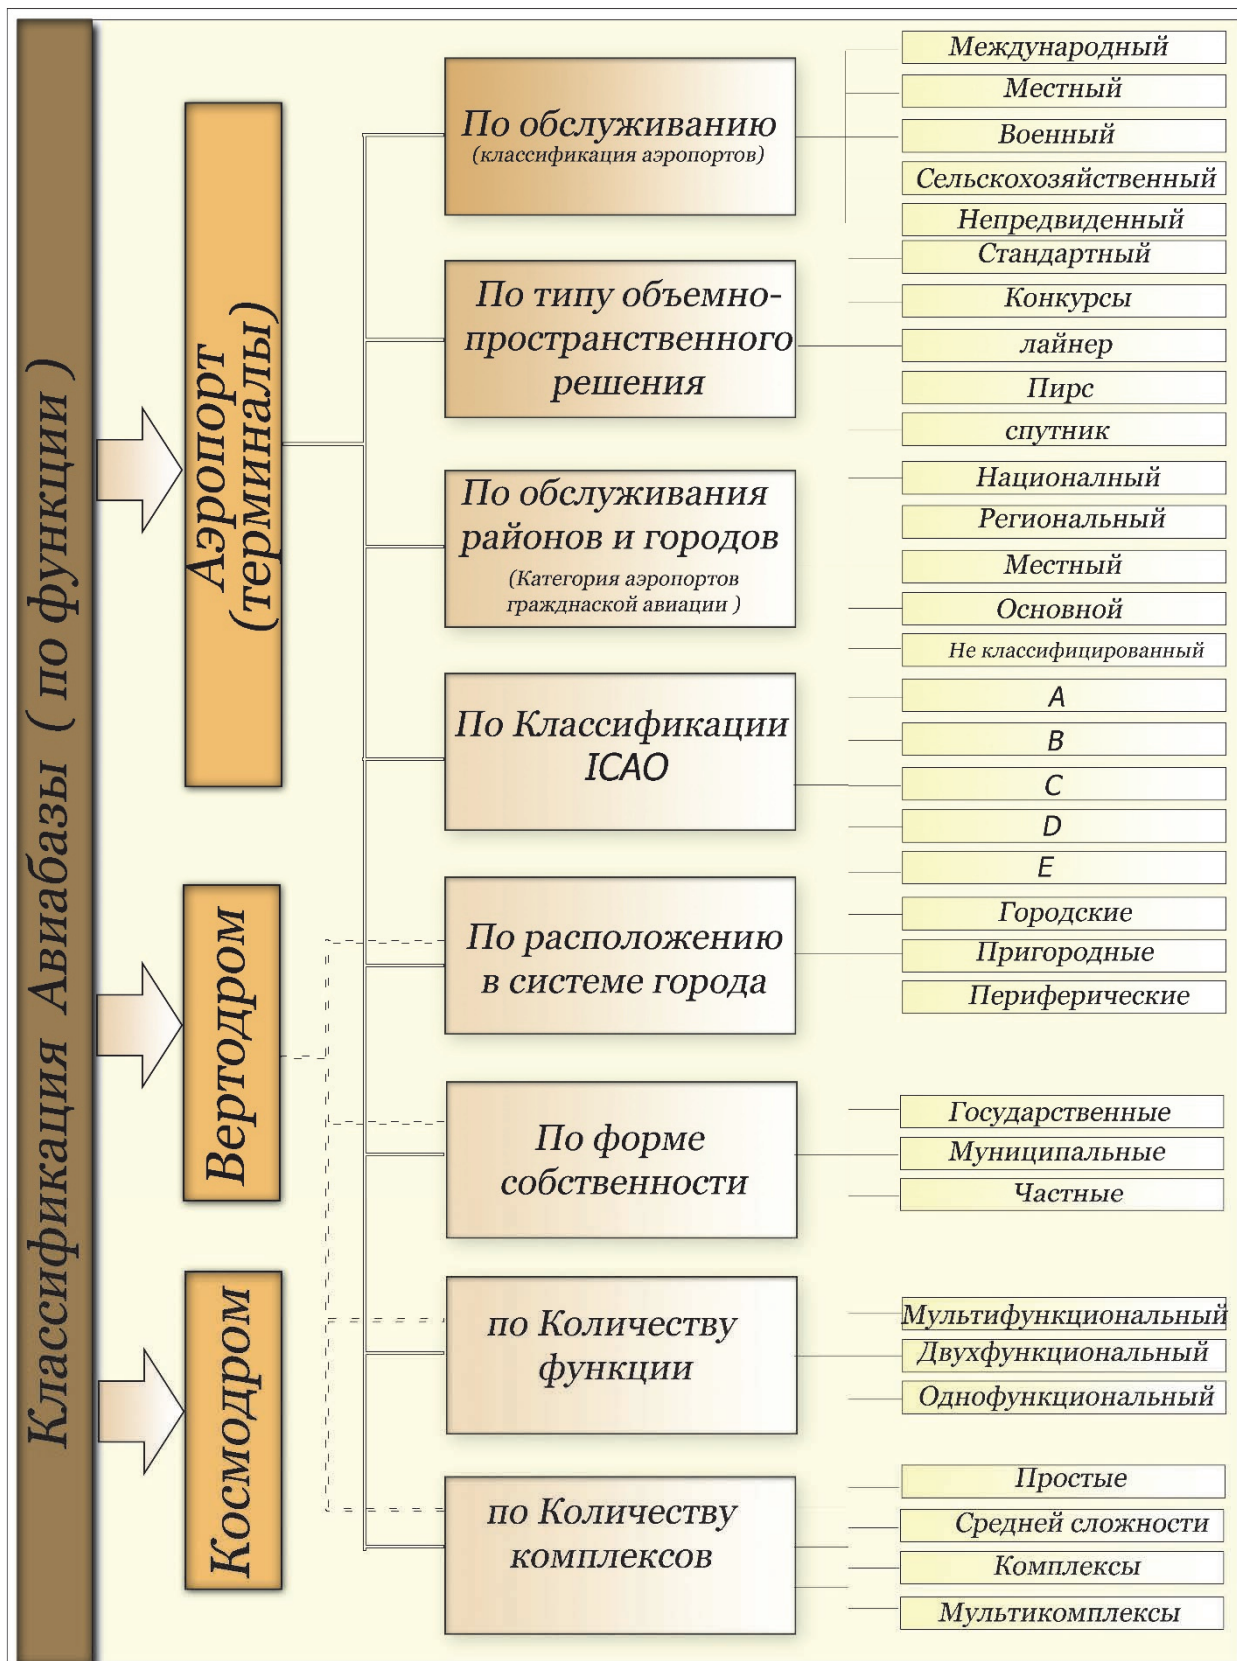 Классификация Авиабазы ( по функции )
Аэропорт
(терминалы)
Вертодром
Космодром
По обслуживанию
(классификация аэропортов)
Международный
Местный
Военный
Сельскохозяйственный
Непредвиденный
По типу объемно-
пространственного
решения
Стандартный
Конкурсы
лайнер
Пирс
спутник
По обслуживания
районов и городов
(Категория аэропортов
гражднаской авиации )
Националный
Региональный
Местный
Основной
Не классифицированный
По Классификации
ICAO
A
B
C
D
E
По расположению
в системе города
Городские
Пригородные
Периферические
По форме
собственности
Государственные
Муниципальные
Частные
по Количеству
функции
Мультифункциональный
Двухфункциональный
Однофункциональный
по Количеству
комплексов
Простые
Средней сложности
Комплексы
Мультикомплексы